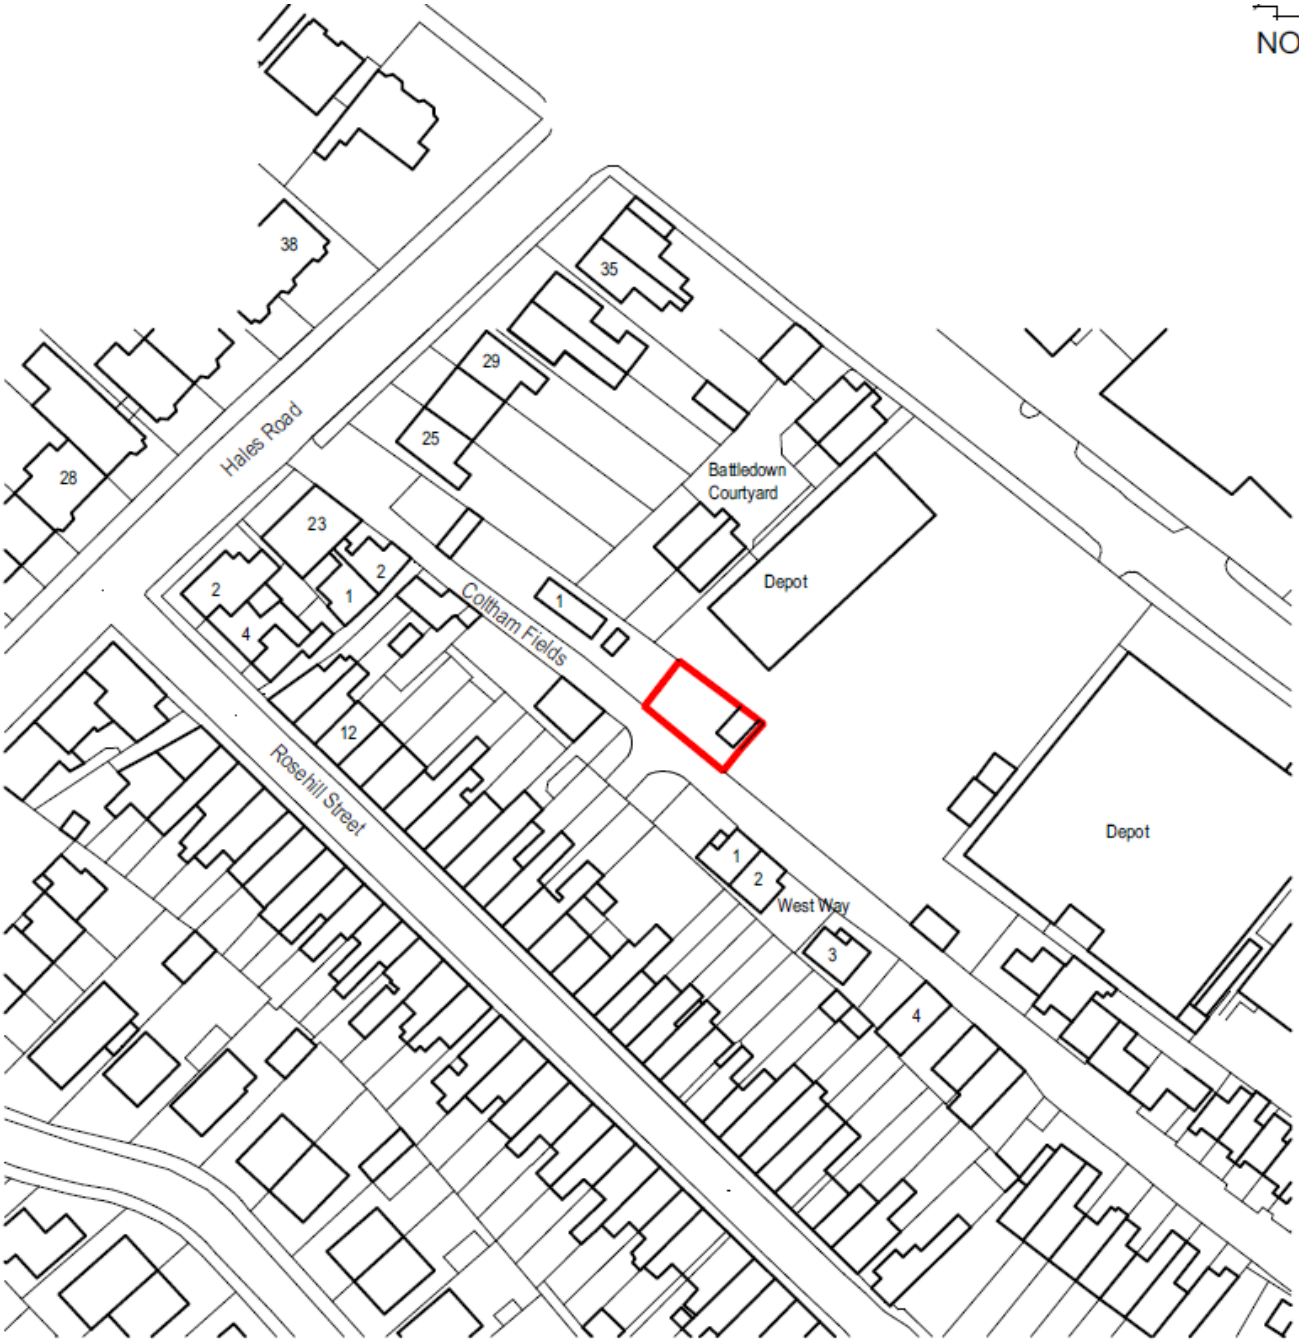 NO
38
35
29
25
Hales Road
28
Battledown
Courtyard
23
2
2
1
4
Depot
1
Coltham Fields
12
Rosehill Street
1
2
West Way
3
4
Depot